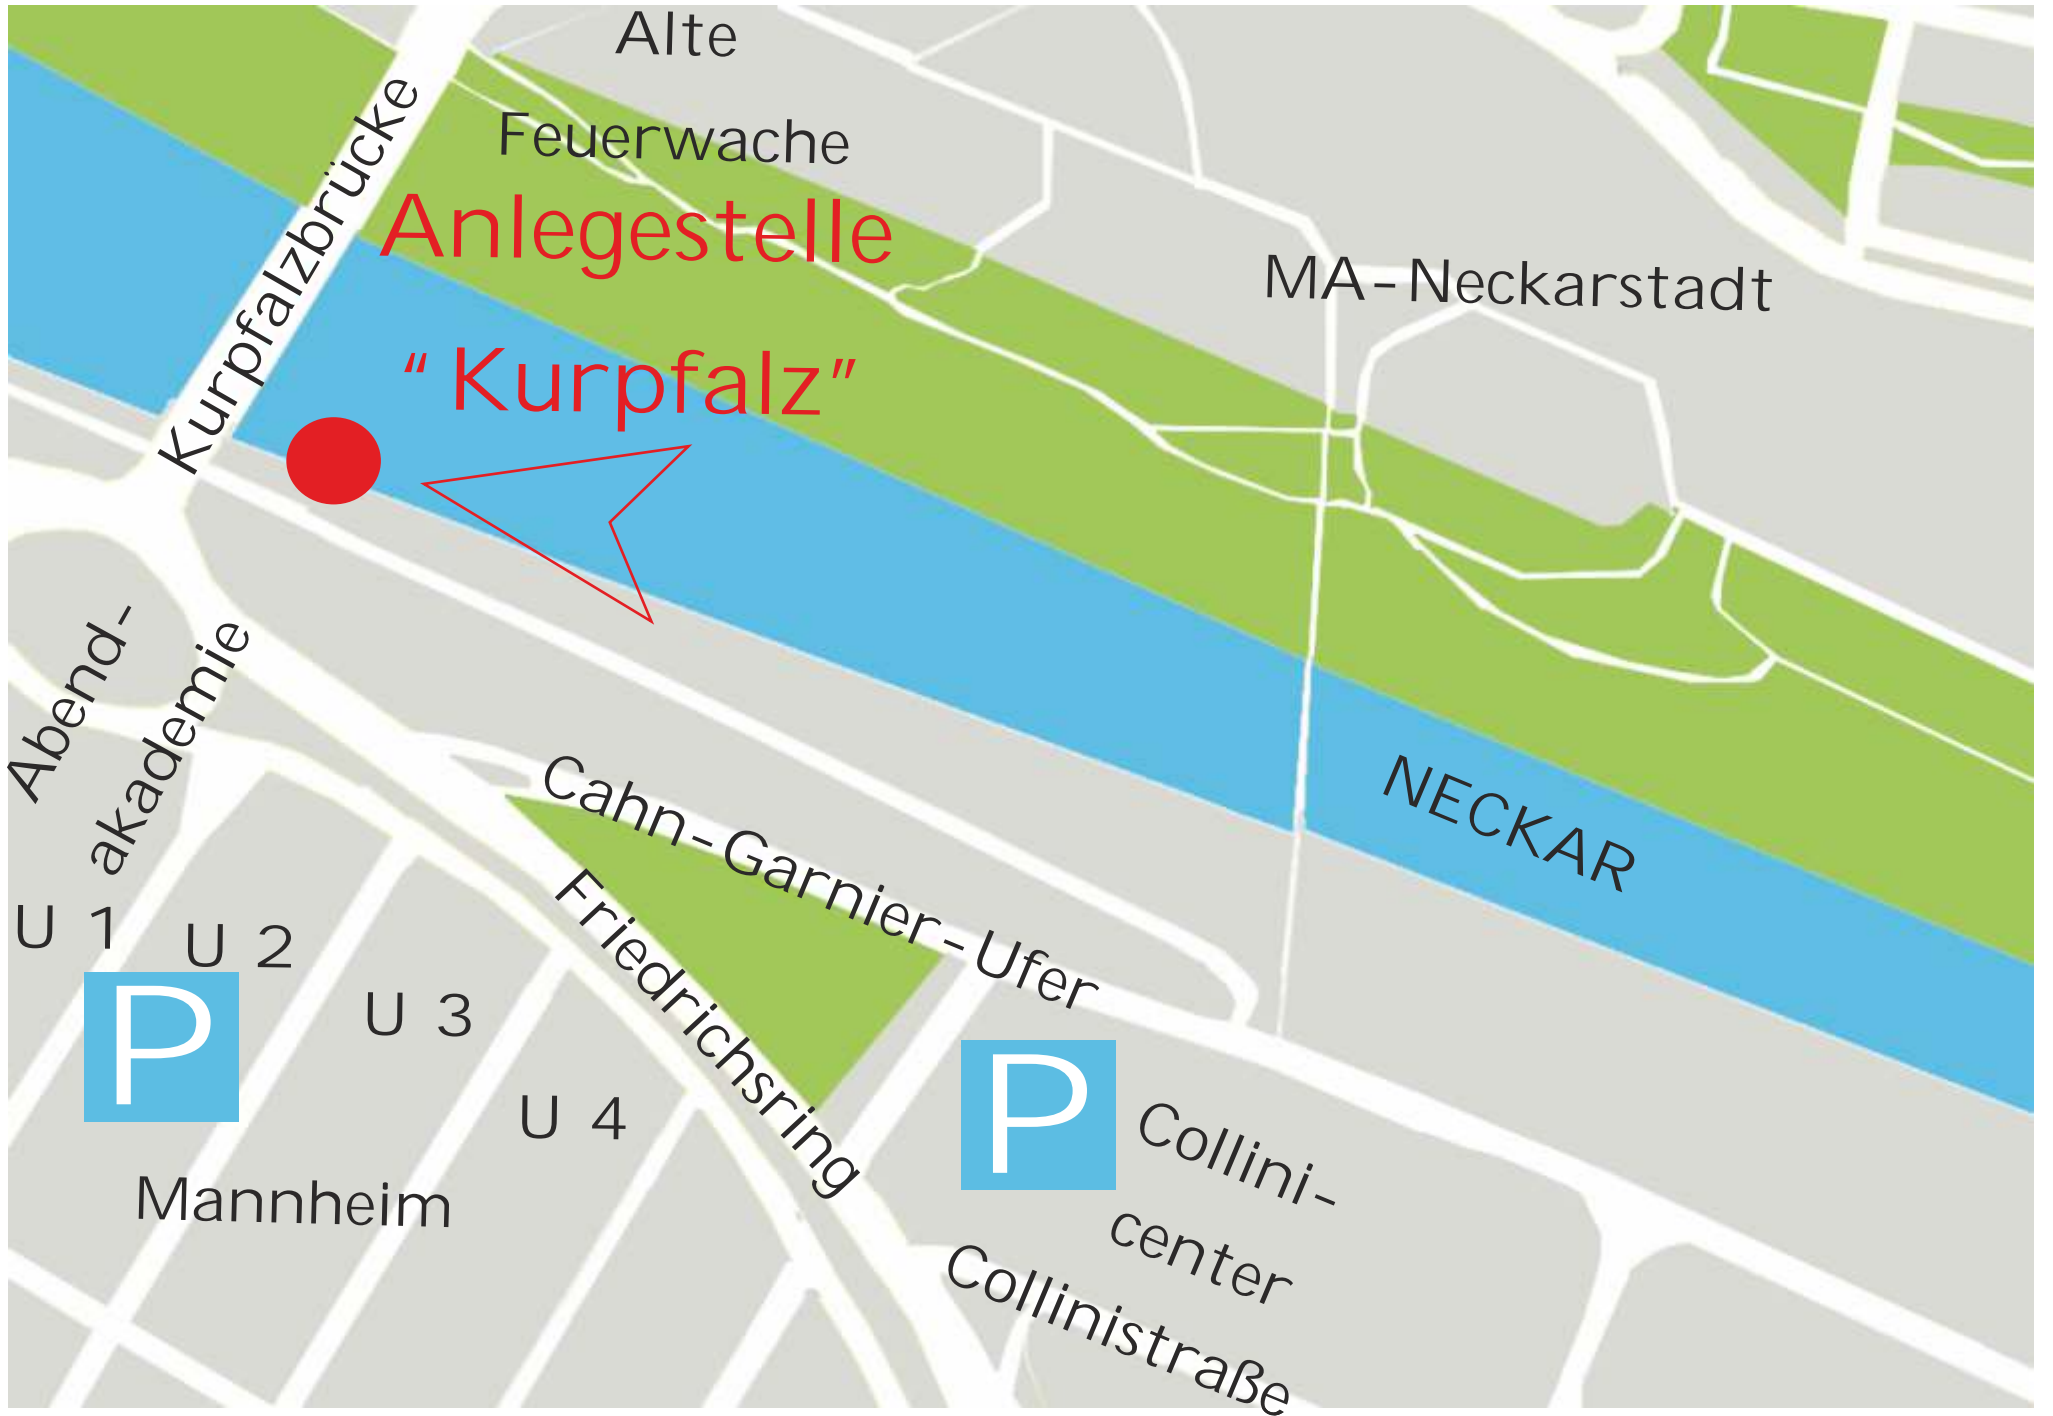 Alte
Feuerwache
Kurpfalzbrücke
Anlegestelle
“Kurpfalz”
MA-Neckarstadt
NECKAR
Abend-
akademie
Cahn-Garnier-Ufer
Friedrichsring
U 1
U 2
U 3
U 4
P
P
Mannheim
Collini-
center
Collinistraße